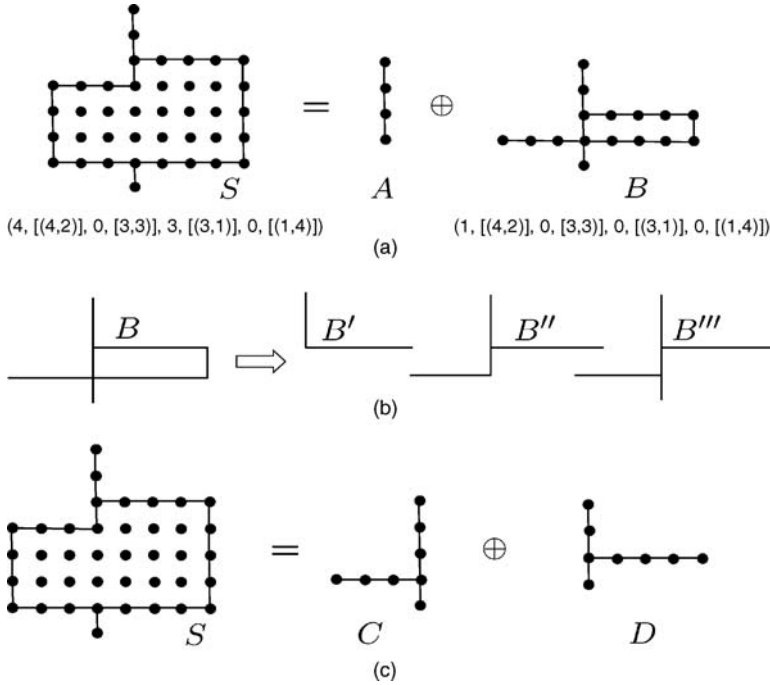 = ⊕
S A B
(4, [(4,2)], 0, [3,3)], 3, [(3,1)], 0, [(1,4)]) (1, [(4,2)], 0, [3,3)], 0, [(3,1)], 0, [(1,4)])
(a)
B B′ B″ B‴
(b)
= ⊕
S C D
(c)